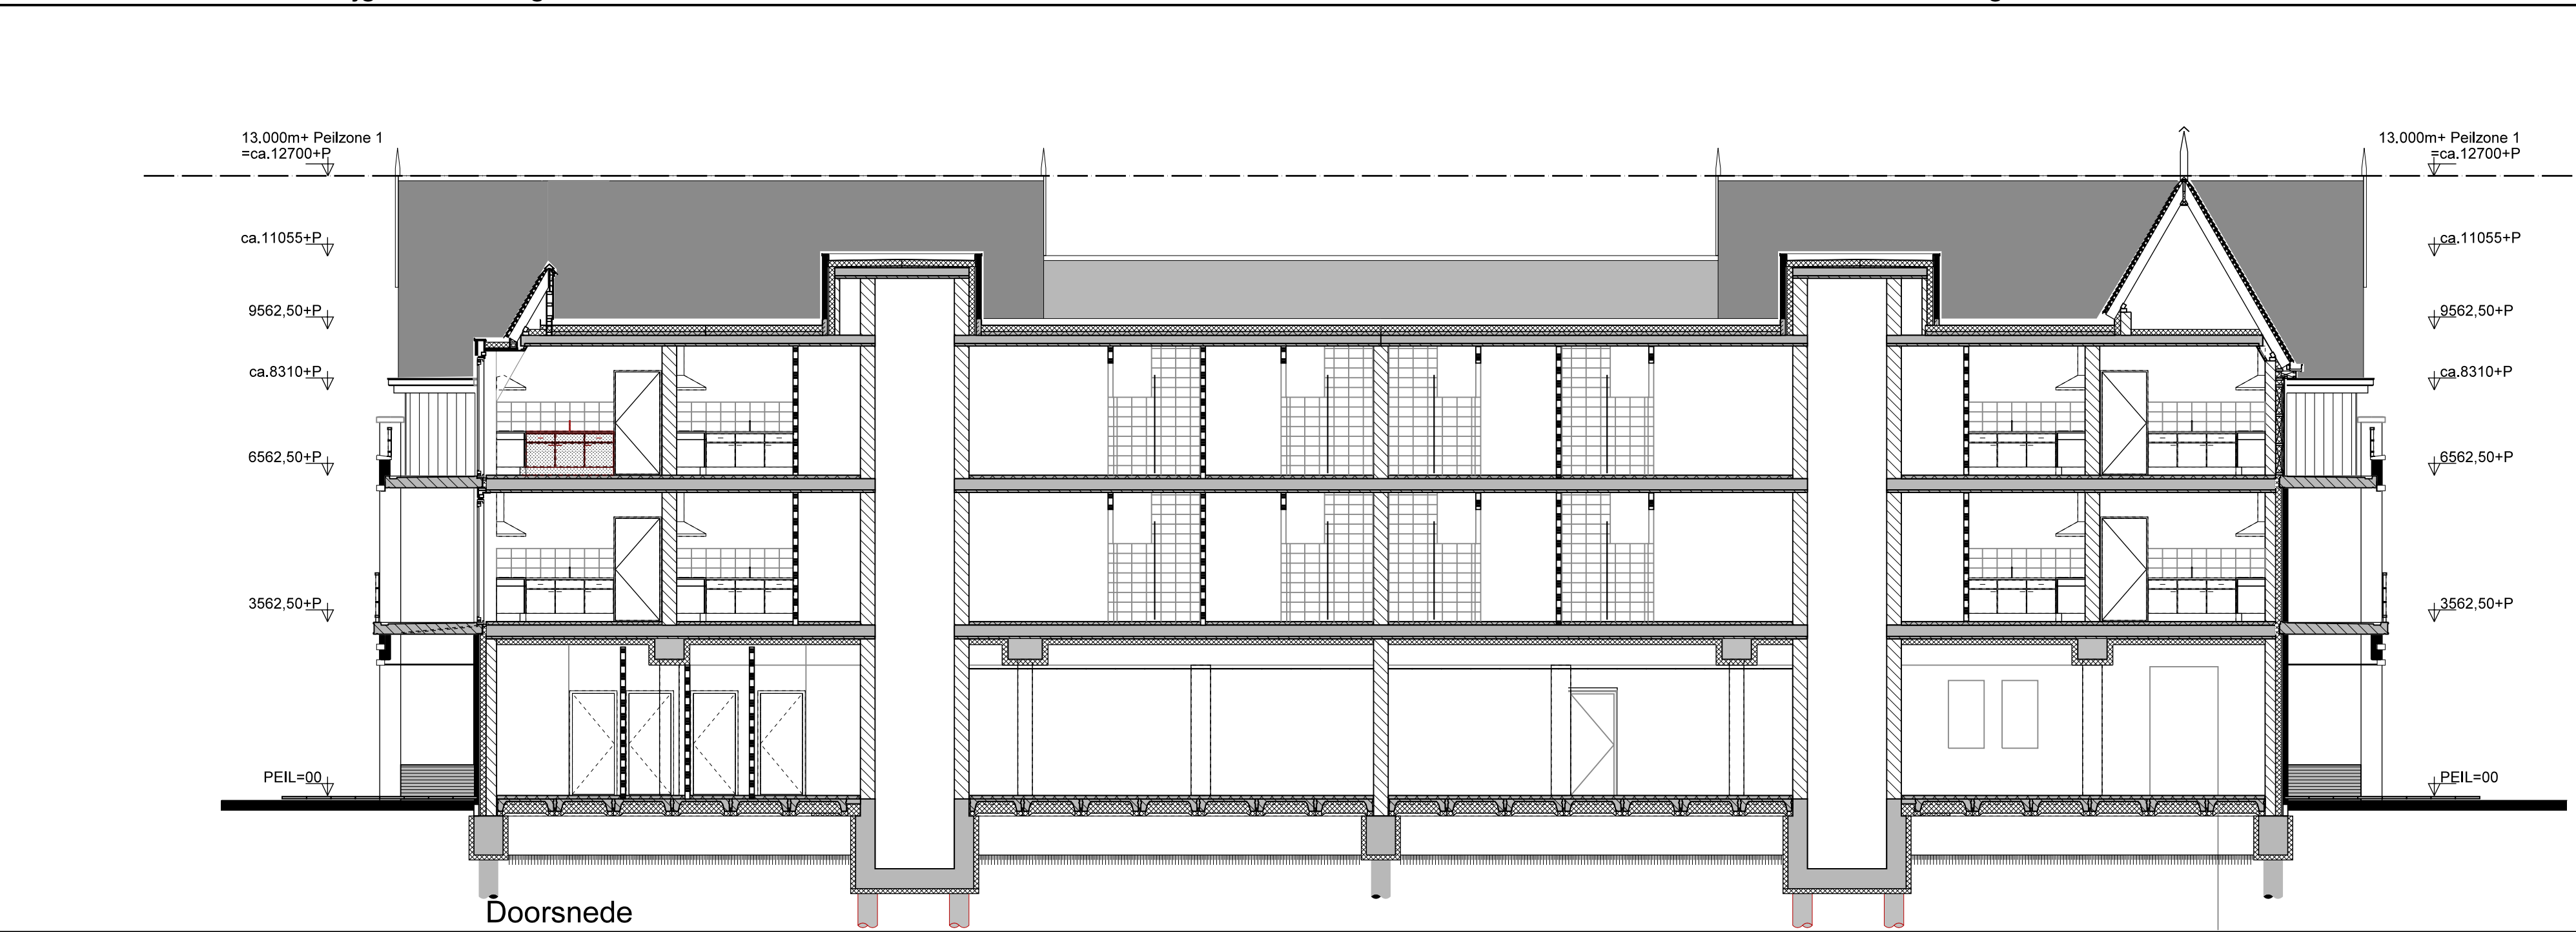 13.000m+ Peilzone 1
=ca.12700+P
ca.11055+P
9562,50+P
ca.8310+P
6562,50+P
3562,50+P
PEIL=00
13.000m+ Peilzone 1
=ca.12700+P
ca.11055+P
9562,50+P
ca.8310+P
6562,50+P
3562,50+P
PEIL=00
Doorsnede